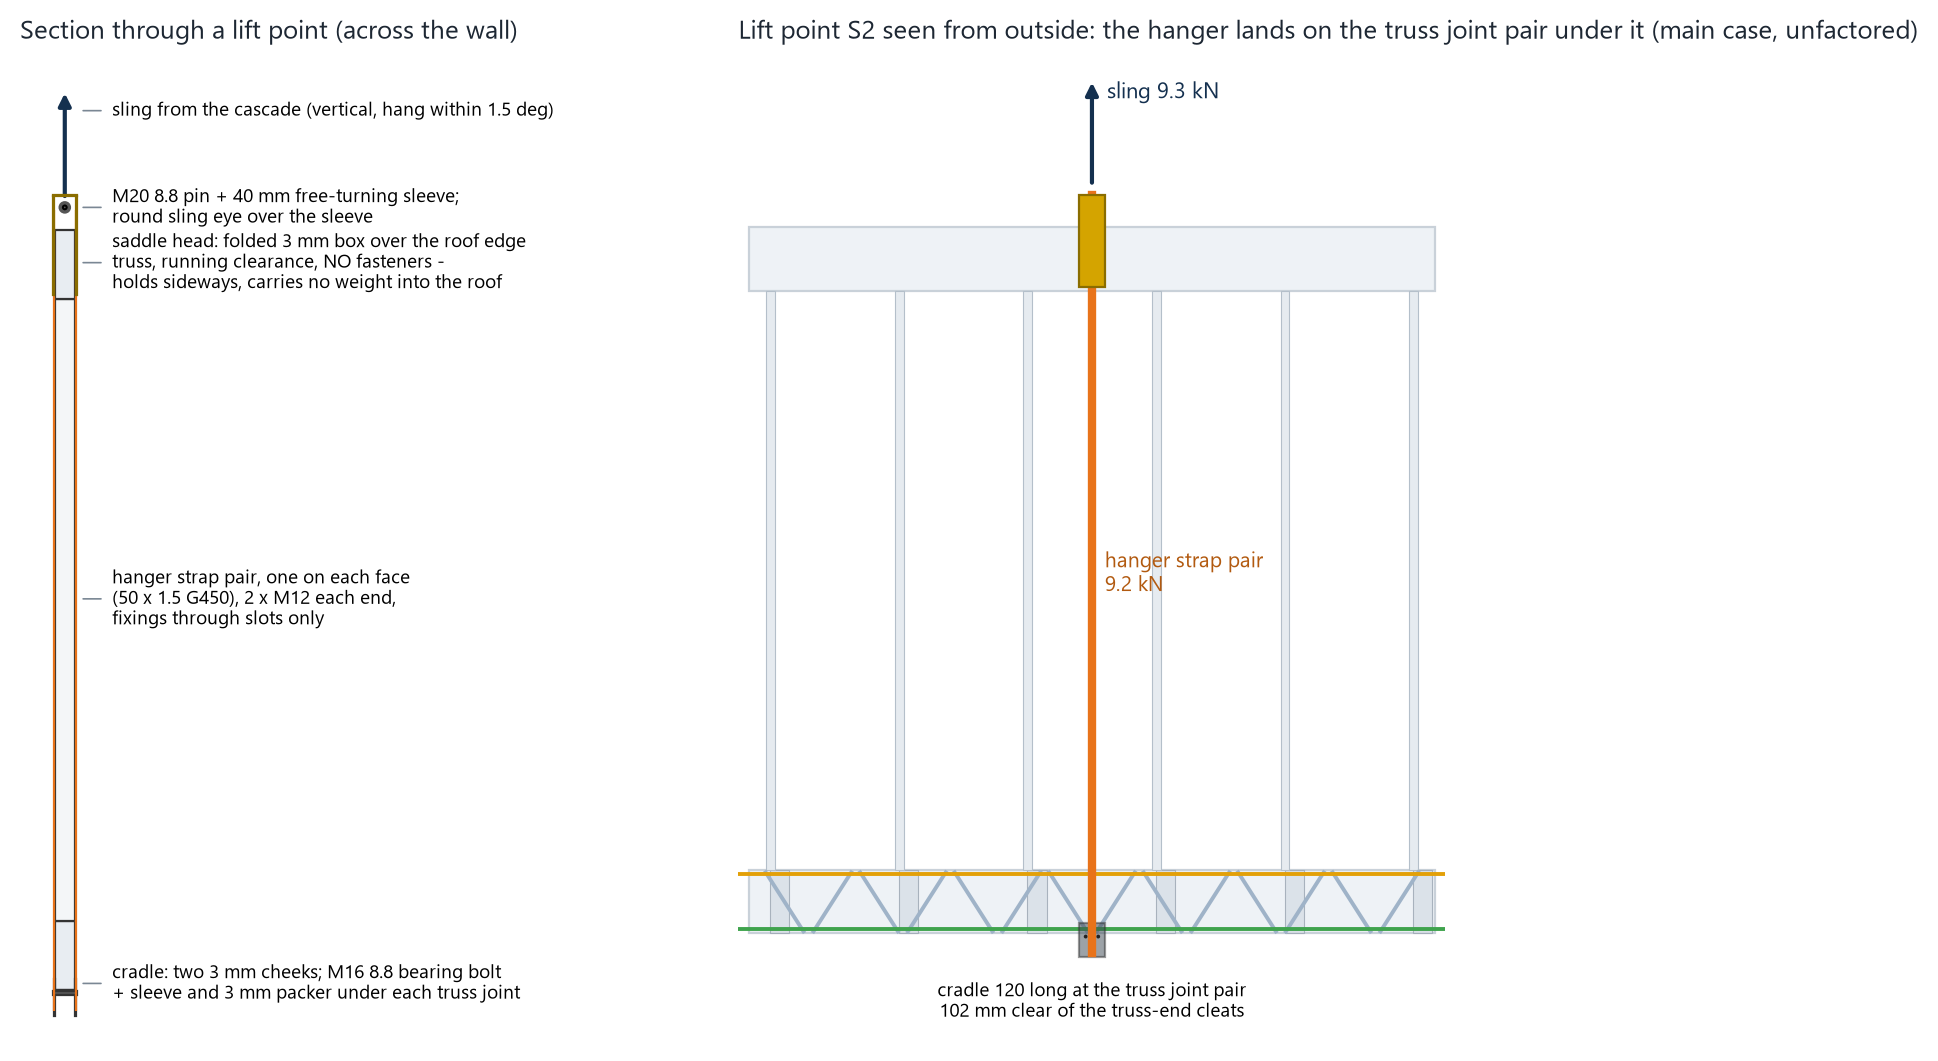 Section through a lift point (across the wall)
sling from the cascade (vertical, hang within 1.5 deg)
M20 8.8 pin + 40 mm free-turning sleeve;
round sling eye over the sleeve
saddle head: folded 3 mm box over the roof edge
truss, running clearance, NO fasteners -
holds sideways, carries no weight into the roof
hanger strap pair, one on each face
(50 x 1.5 G450), 2 x M12 each end,
fixings through slots only
cradle: two 3 mm cheeks; M16 8.8 bearing bolt
+ sleeve and 3 mm packer under each truss joint
Lift point S2 seen from outside: the hanger lands on the truss joint pair under it (main case, unfactored)
sling 9.3 kN
hanger strap pair
9.2 kN
cradle 120 long at the truss joint pair
102 mm clear of the truss-end cleats